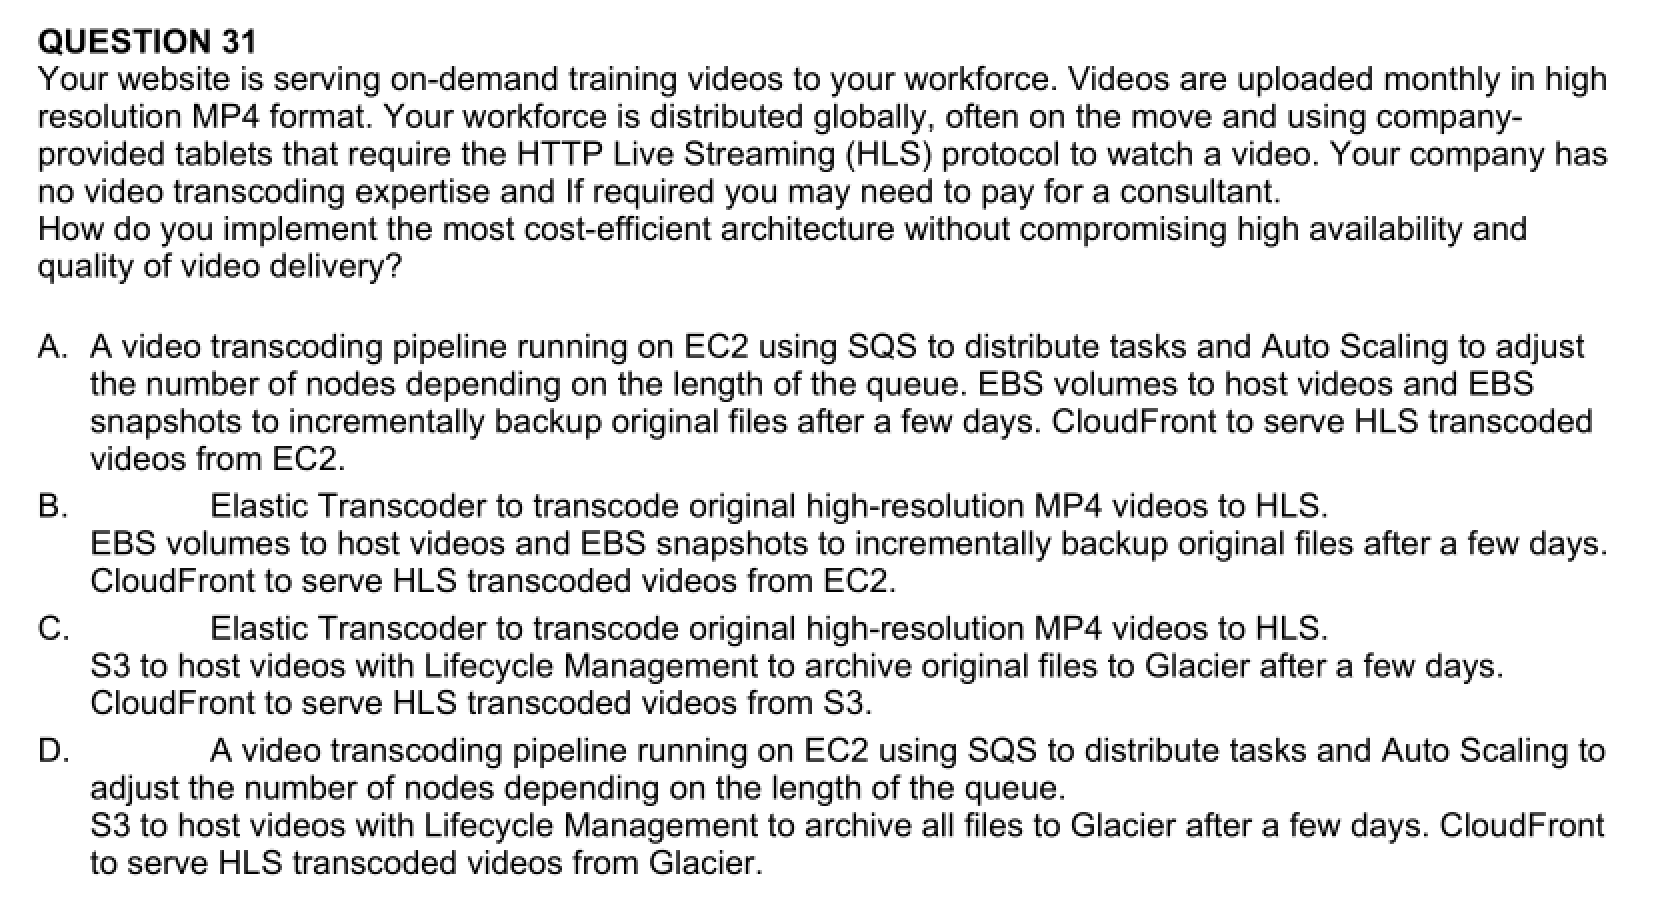 QUESTION 31
Your website is serving on-demand training videos to your workforce. Videos are uploaded monthly in high
resolution MP4 format. Your workforce is distributed globally, often on the move and using company-
provided tablets that require the HTTP Live Streaming (HLS) protocol to watch a video. Your company has
no video transcoding expertise and If required you may need to pay for a consultant.
How do you implement the most cost-efficient architecture without compromising high availability and
quality of video delivery?
A. A video transcoding pipeline running on EC2 using SQS to distribute tasks and Auto Scaling to adjust
the number of nodes depending on the length of the queue. EBS volumes to host videos and EBS
snapshots to incrementally backup original files after a few days. CloudFront to serve HLS transcoded
videos from EC2.
B. Elastic Transcoder to transcode original high-resolution MP4 videos to HLS.
EBS volumes to host videos and EBS snapshots to incrementally backup original files after a few days.
CloudFront to serve HLS transcoded videos from EC2.
C. Elastic Transcoder to transcode original high-resolution MP4 videos to HLS.
S3 to host videos with Lifecycle Management to archive original files to Glacier after a few days.
CloudFront to serve HLS transcoded videos from S3.
D. A video transcoding pipeline running on EC2 using SQS to distribute tasks and Auto Scaling to
adjust the number of nodes depending on the length of the queue.
S3 to host videos with Lifecycle Management to archive all files to Glacier after a few days. CloudFront
to serve HLS transcoded videos from Glacier.